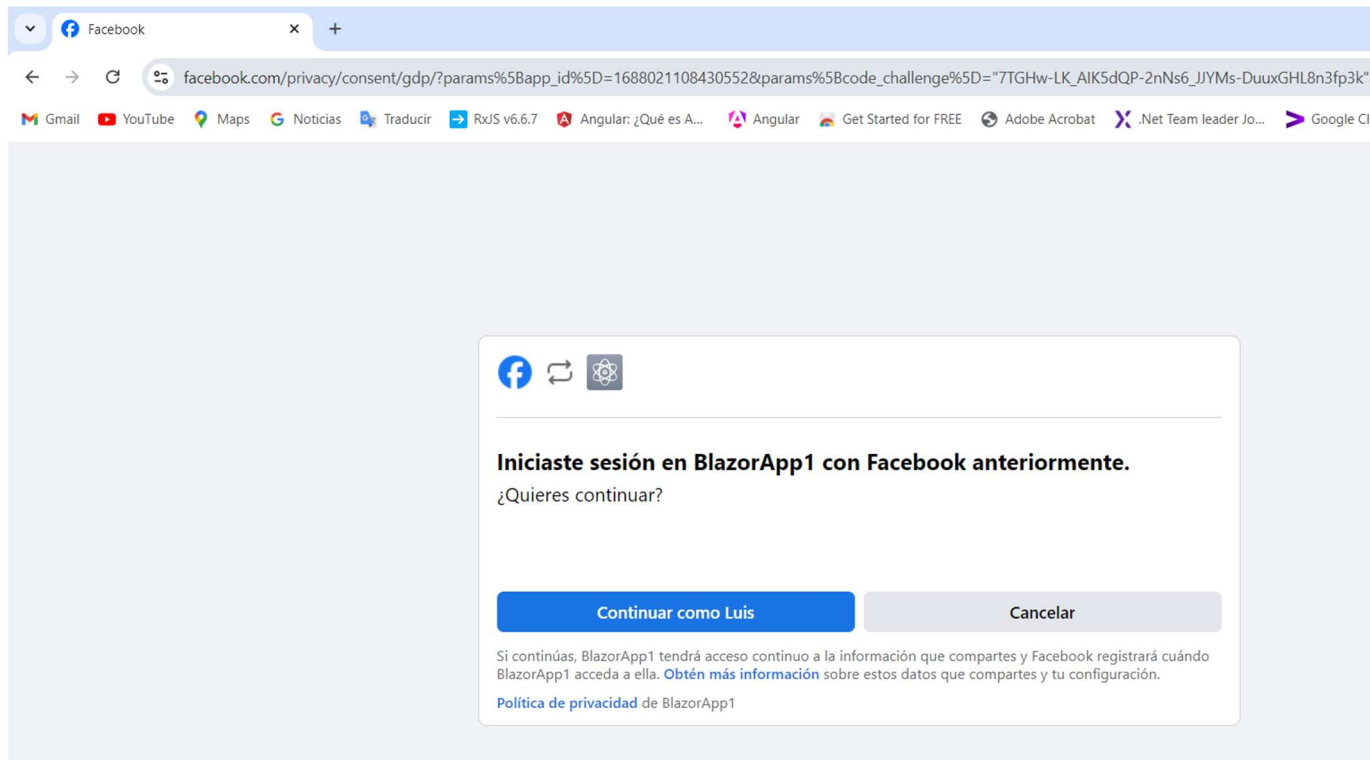 Facebook
facebook.com/privacy/consent/gdp/?params%5Bapp_id%5D=1688021108430552&params%5Bcode_challenge%5D="7TGHw-LK_AIK5dQP-2nNs6_JJYMs-DuuxGHL8n3fp3k"
Gmail YouTube Maps Noticias Traducir RxJS v6.6.7 Angular: ¿Qué es A... Angular Get Started for FREE Adobe Acrobat .Net Team leader Jo... Google Cl
Iniciaste sesión en BlazorApp1 con Facebook anteriormente.
¿Quieres continuar?
Continuar como Luis Cancelar
Si continúas, BlazorApp1 tendrá acceso continuo a la información que compartes y Facebook registrará cuándo
BlazorApp1 acceda a ella. Obtén más información sobre estos datos que compartes y tu configuración.
Política de privacidad de BlazorApp1